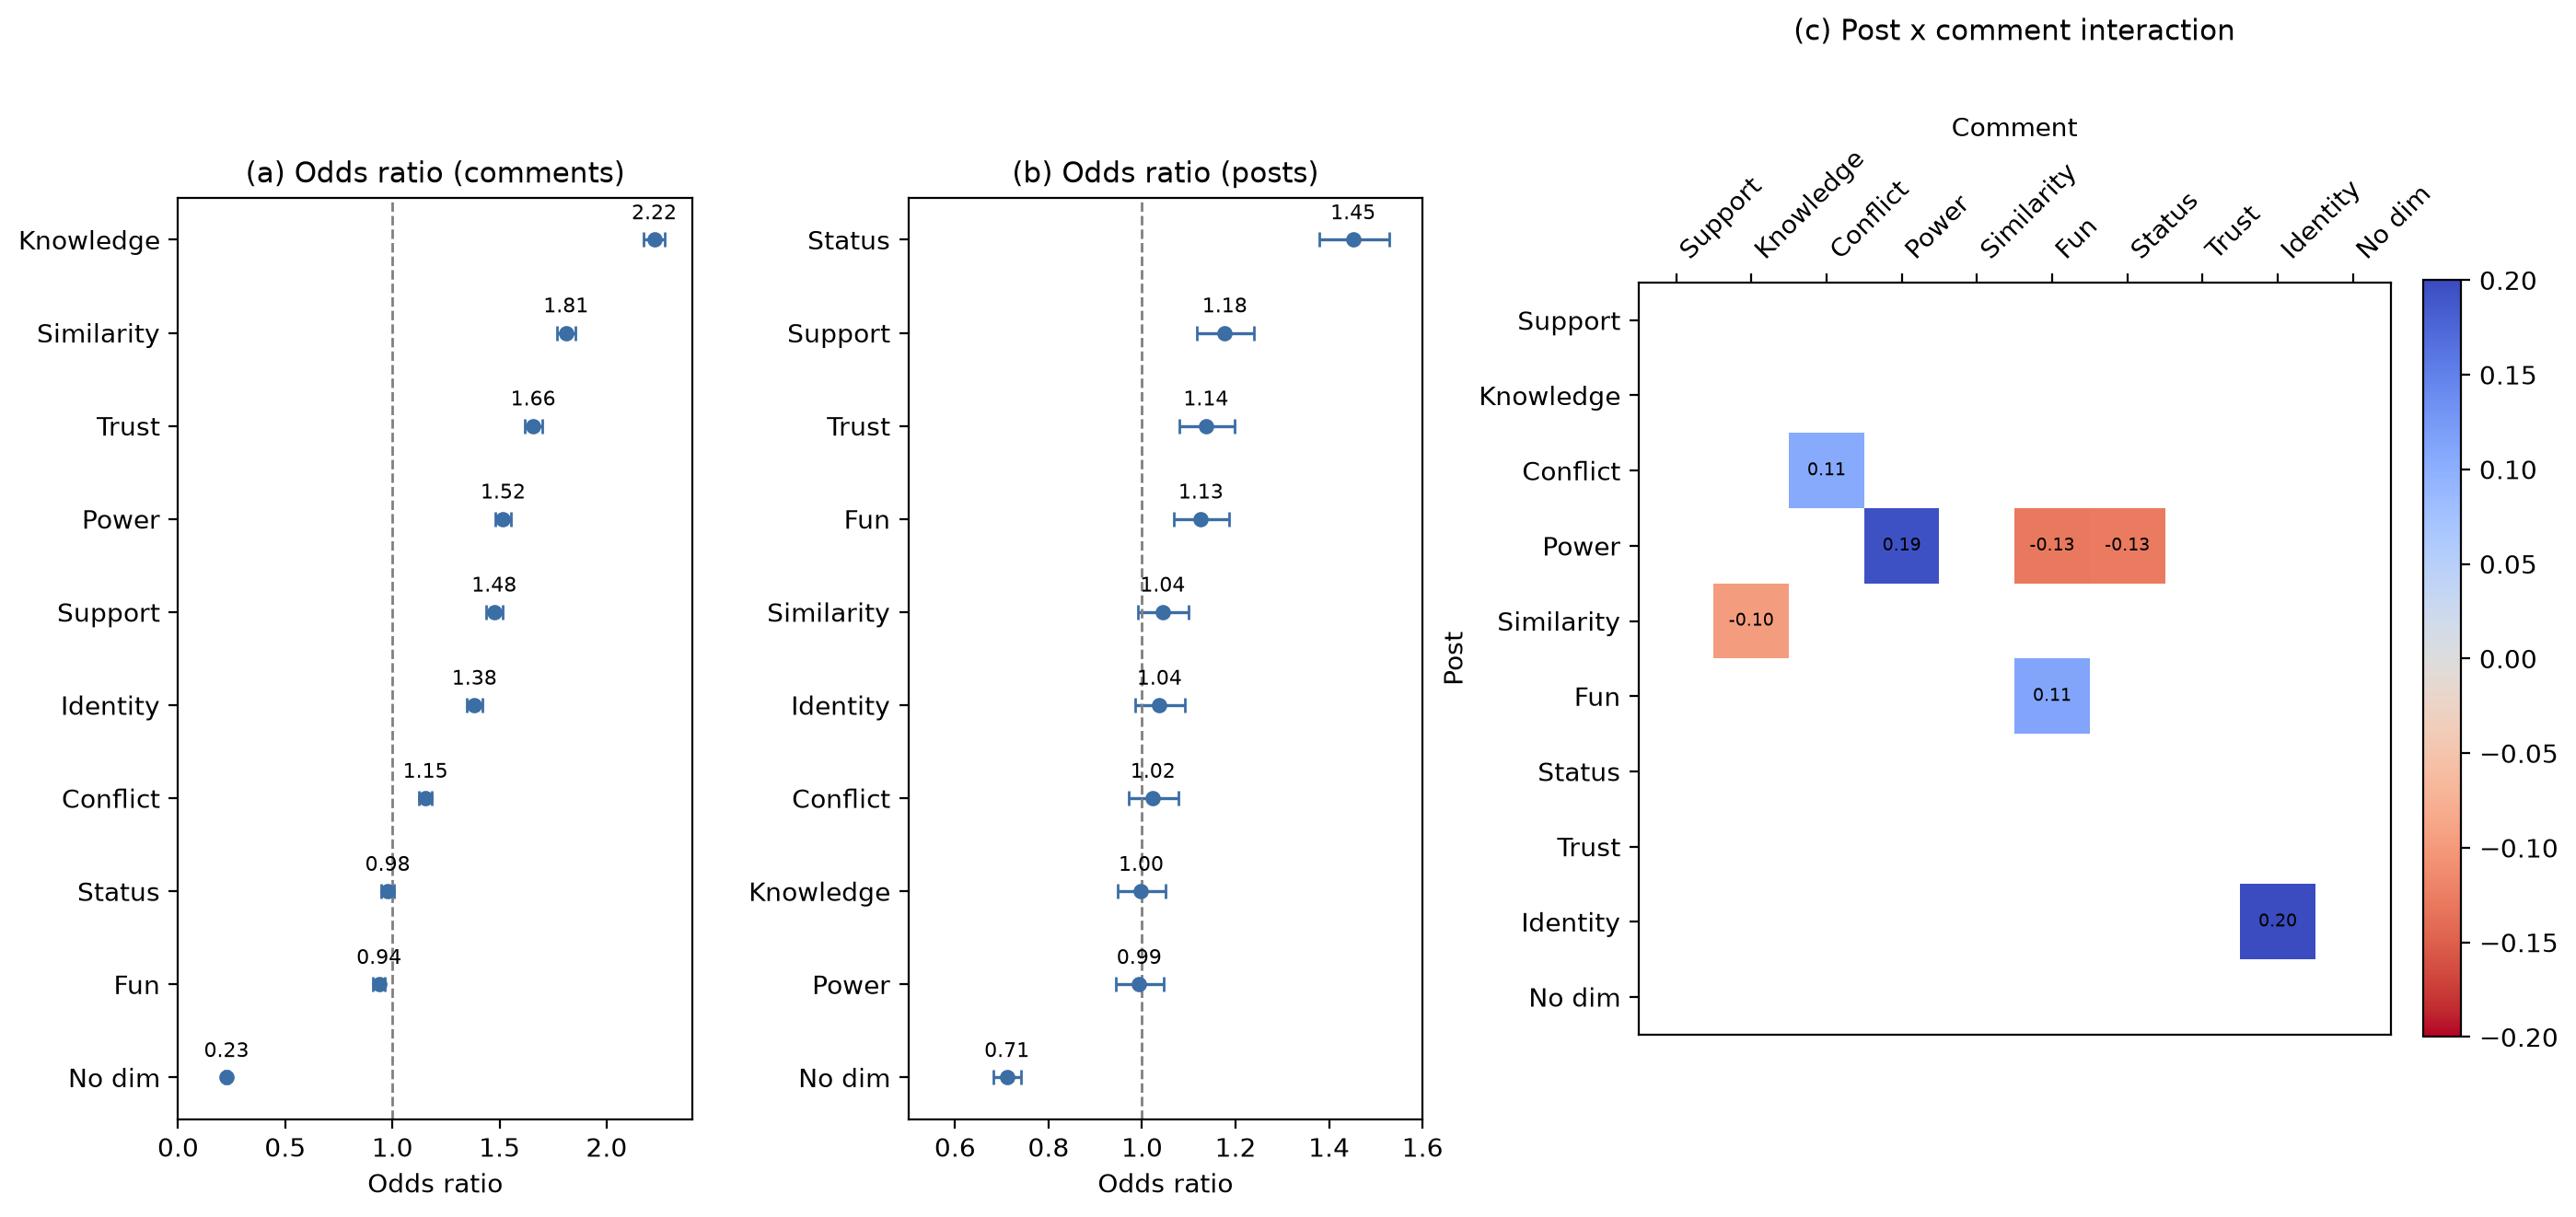 (a) Odds ratio (comments)
Knowledge
2.22
Similarity
1.81
Trust
1.66
Power
1.52
Support
1.48
Identity
1.38
Conflict
1.15
Status
0.98
Fun
0.94
No dim
0.23
0.0 0.5 1.0 1.5 2.0
Odds ratio
(b) Odds ratio (posts)
Status
1.45
Support
1.18
Trust
1.14
Fun
1.13
Similarity
1.04
Identity
1.04
Conflict
1.02
Knowledge
1.00
Power
0.99
No dim
0.71
0.6 0.8 1.0 1.2 1.4 1.6
Odds ratio
(c) Post x comment interaction
Comment
Support Knowledge Conflict Power Similarity Fun Status Trust Identity No dim
Post
Support
Knowledge
Conflict 0.11
Power 0.19 -0.13 -0.13
Similarity -0.10
Fun 0.11
Status
Trust
Identity 0.20
No dim
0.20
0.15
0.10
0.05
0.00
−0.05
−0.10
−0.15
−0.20